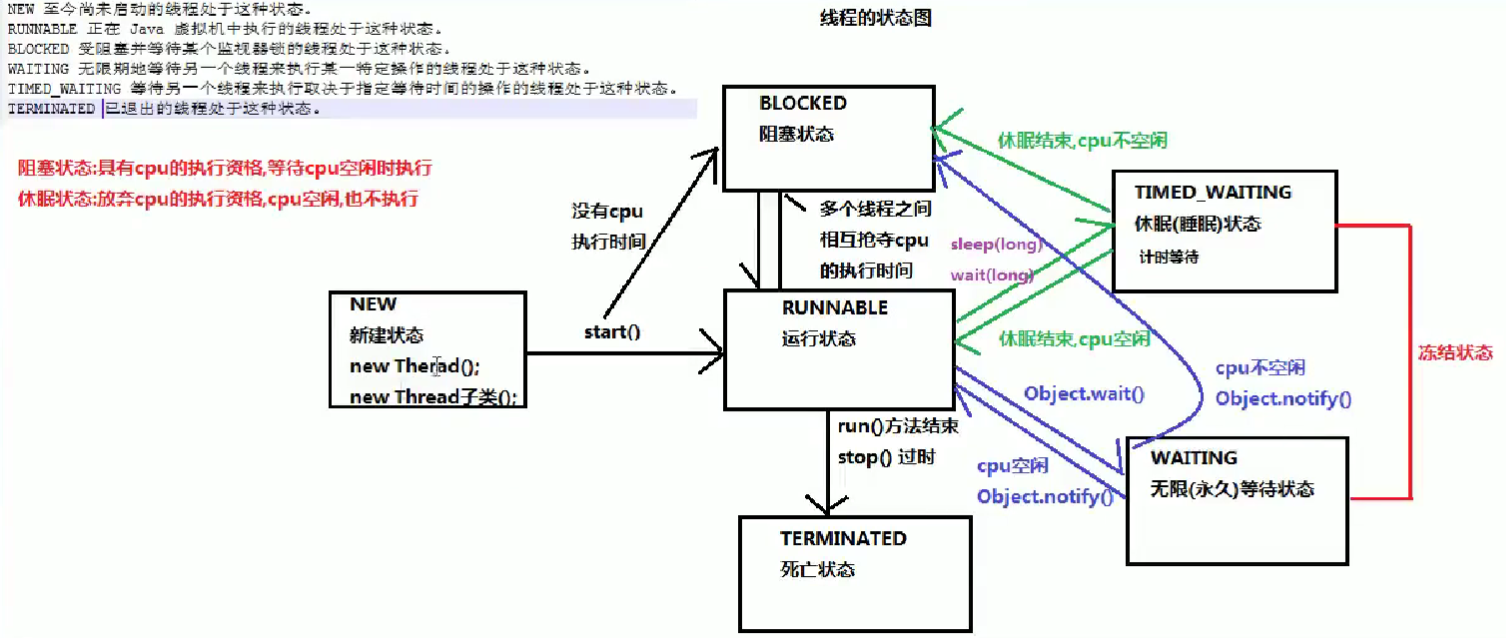 NEW 至今尚未启动的线程处于这种状态。
RUNNABLE 正在 Java 虚拟机中执行的线程处于这种状态。
BLOCKED 受阻塞并等待某个监视器锁的线程处于这种状态。
WAITING 无限期地等待另一个线程来执行某一特定操作的线程处于这种状态。
TIMED_WAITING 等待另一个线程来执行取决于指定等待时间的操作的线程处于这种状态。
TERMINATED 已退出的线程处于这种状态。
线程的状态图
阻塞状态:具有cpu的执行资格,等待cpu空闲时执行
休眠状态:放弃cpu的执行资格,cpu空闲,也不执行
BLOCKED
阻塞状态
休眠结束,cpu不空闲
TIMED_WAITING
休眠(睡眠)状态
计时等待
没有cpu
执行时间
多个线程之间
相互抢夺cpu
的执行时间
sleep(long)
wait(long)
NEW
新建状态
new Therad();
new Thread子类();
start()
RUNNABLE
运行状态
休眠结束,cpu空闲
冻结状态
cpu不空闲
Object.notify()
Object.wait()
run()方法结束
stop() 过时
cpu空闲
Object.notify()
WAITING
无限(永久)等待状态
TERMINATED
死亡状态